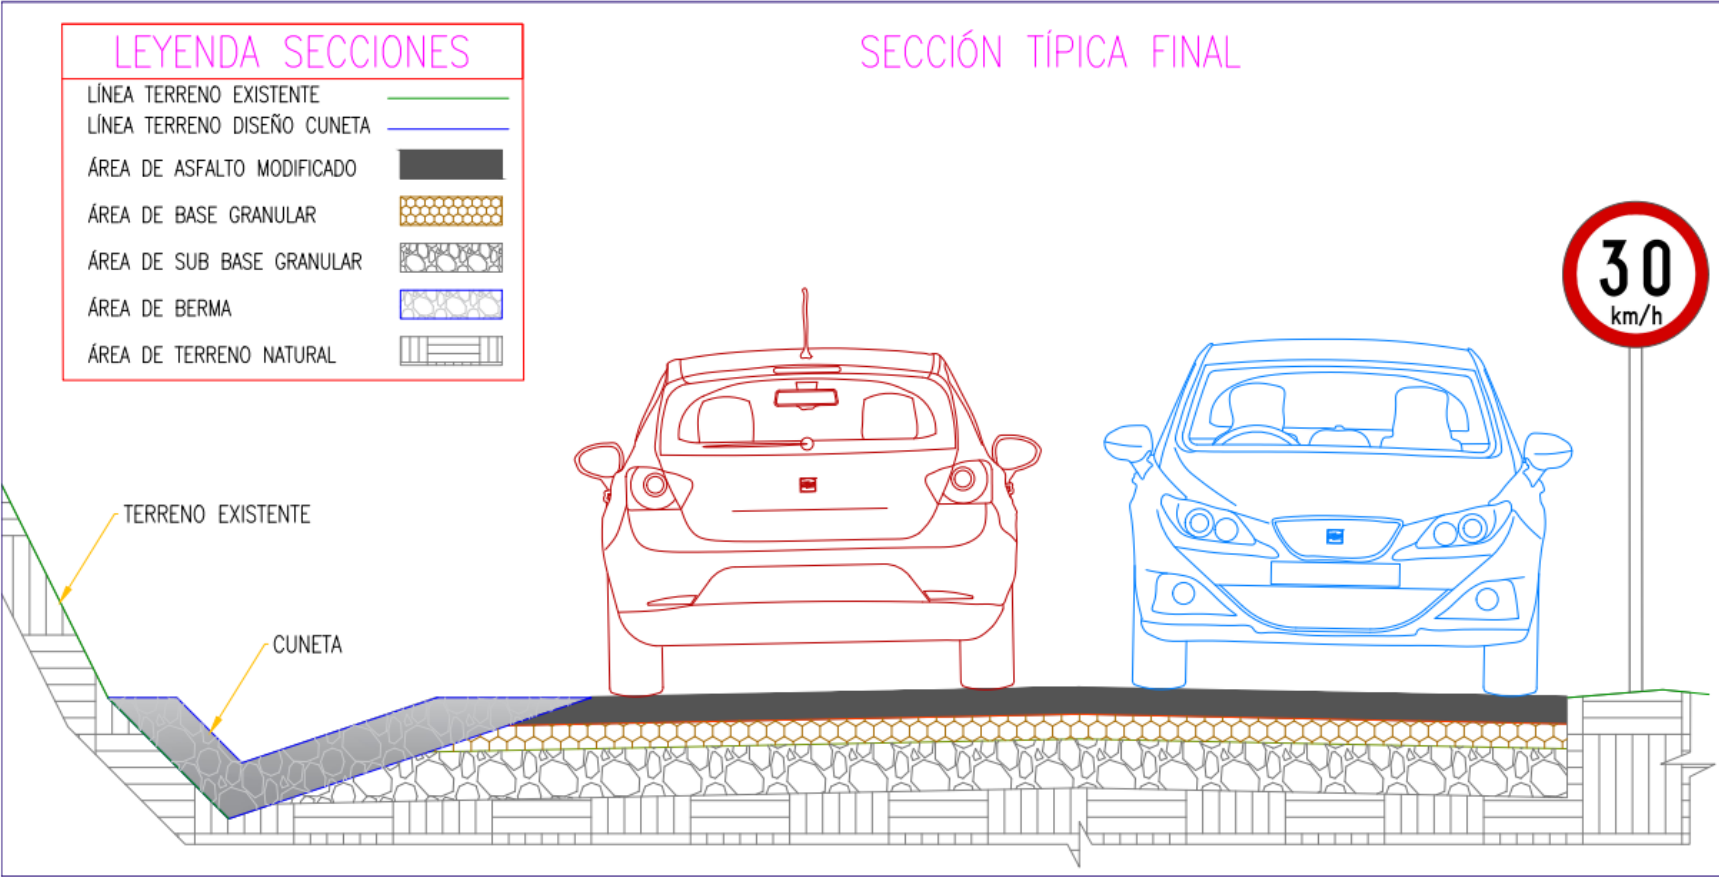 LEYENDA SECCIONES
LÍNEA TERRENO EXISTENTE
LÍNEA TERRENO DISEÑO CUNETA
ÁREA DE ASFALTO MODIFICADO
ÁREA DE BASE GRANULAR
ÁREA DE SUB BASE GRANULAR
ÁREA DE BERMA
ÁREA DE TERRENO NATURAL
SECCIÓN TÍPICA FINAL
30
km/h
TERRENO EXISTENTE
CUNETA